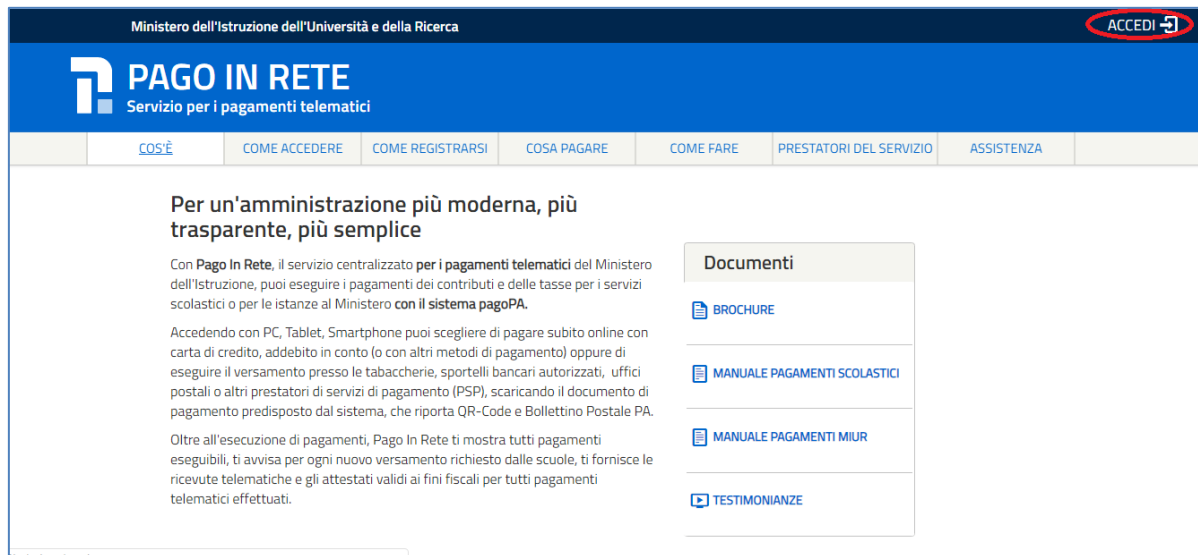 Ministero dell'Istruzione dell'Università e della Ricerca
ACCEDI
PAGO IN RETE
Servizio per i pagamenti telematici
COS'È COME ACCEDERE COME REGISTRARSI COSA PAGARE COME FARE PRESTATORI DEL SERVIZIO ASSISTENZA
Per un'amministrazione più moderna, più
trasparente, più semplice
Con Pago In Rete, il servizio centralizzato per i pagamenti telematici del Ministero
dell'Istruzione, puoi eseguire i pagamenti dei contributi e delle tasse per i servizi
scolastici o per le istanze al Ministero con il sistema pagoPA.
Accedendo con PC, Tablet, Smartphone puoi scegliere di pagare subito online con
carta di credito, addebito in conto (o con altri metodi di pagamento) oppure di
eseguire il versamento presso le tabaccherie, sportelli bancari autorizzati, uffici
postali o altri prestatori di servizi di pagamento (PSP), scaricando il documento di
pagamento predisposto dal sistema, che riporta QR-Code e Bollettino Postale PA.
Oltre all'esecuzione di pagamenti, Pago In Rete ti mostra tutti pagamenti
eseguibili, ti avvisa per ogni nuovo versamento richiesto dalle scuole, ti fornisce le
ricevute telematiche e gli attestati validi ai fini fiscali per tutti pagamenti
telematici effettuati.
Documenti
BROCHURE
MANUALE PAGAMENTI SCOLASTICI
MANUALE PAGAMENTI MIUR
TESTIMONIANZE